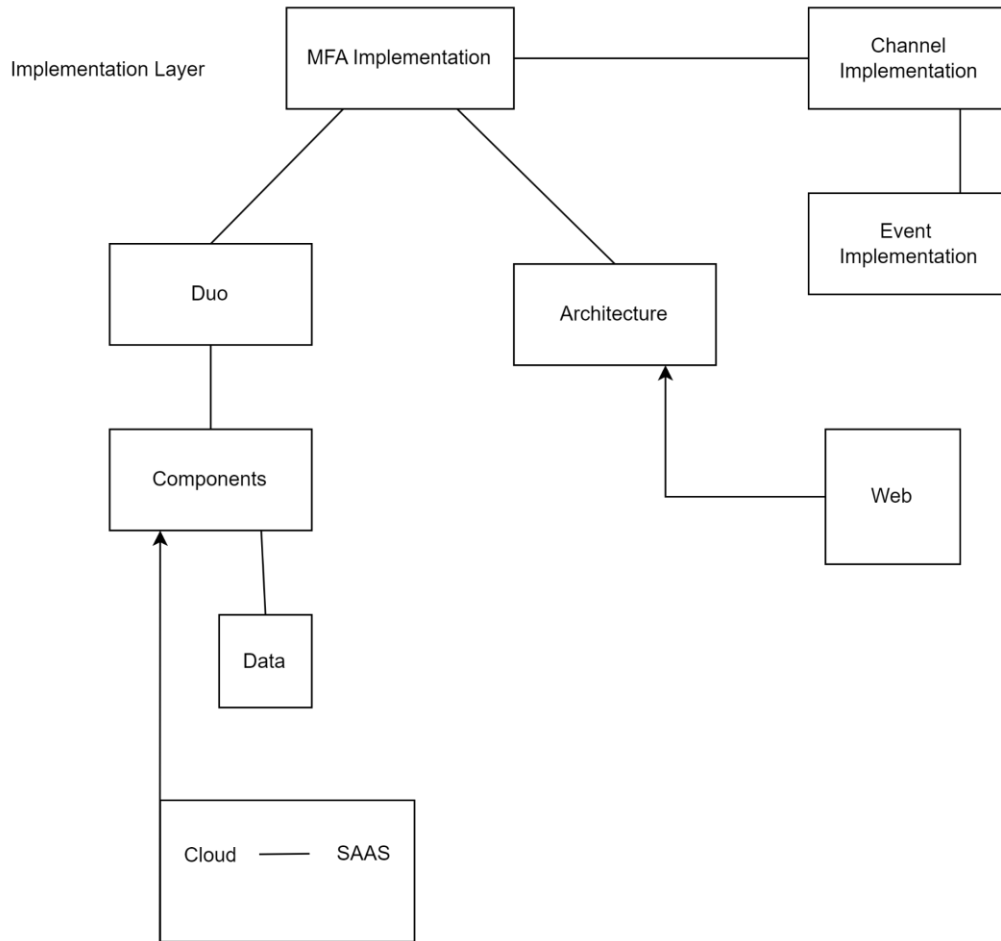 Implementation Layer
MFA Implementation
Channel
Implementation
Event
Implementation
Duo
Architecture
Components
Web
Data
Cloud
SAAS